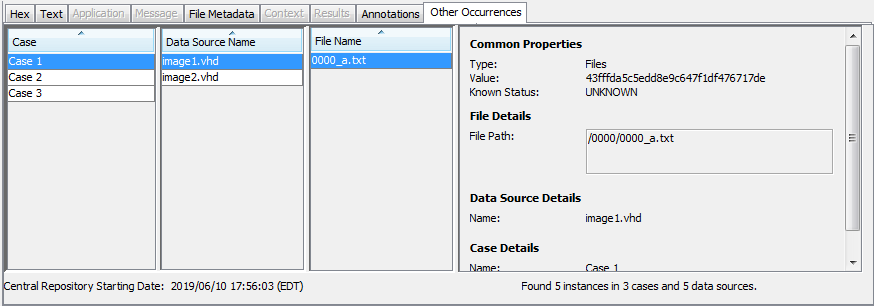 Hex Text Application Message File Metadata Context Results Annotations Other Occurrences
Case
Case 1
Case 2
Case 3
Data Source Name
image1.vhd
image2.vhd
File Name
0000_a.txt
Common Properties
Type: Files
Value: 43fffda5c5edd8e9c647f1df476717de
Known Status: UNKNOWN
File Details
File Path: /0000/0000_a.txt
Data Source Details
Name: image1.vhd
Case Details
Name: Case 1
Central Repository Starting Date: 2019/06/10 17:56:03 (EDT) Found 5 instances in 3 cases and 5 data sources.